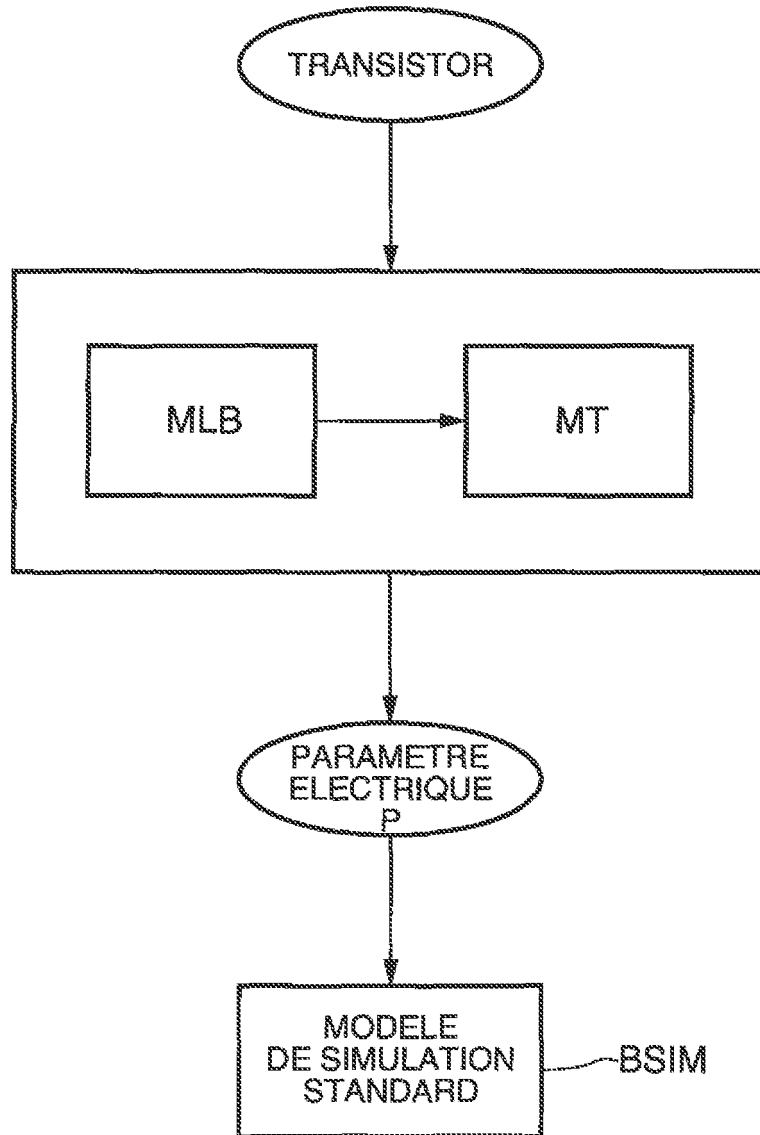 TRANSISTOR
MLB
MT
PARAMETRE
ELECTRIQUE
P
MODELE
DE SIMULATION
STANDARD
BSIM